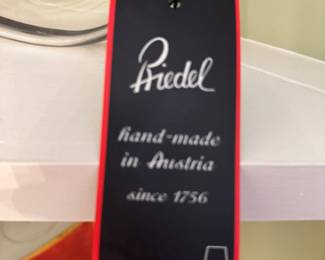 Riedel
hand-made
in Austria
since 1756